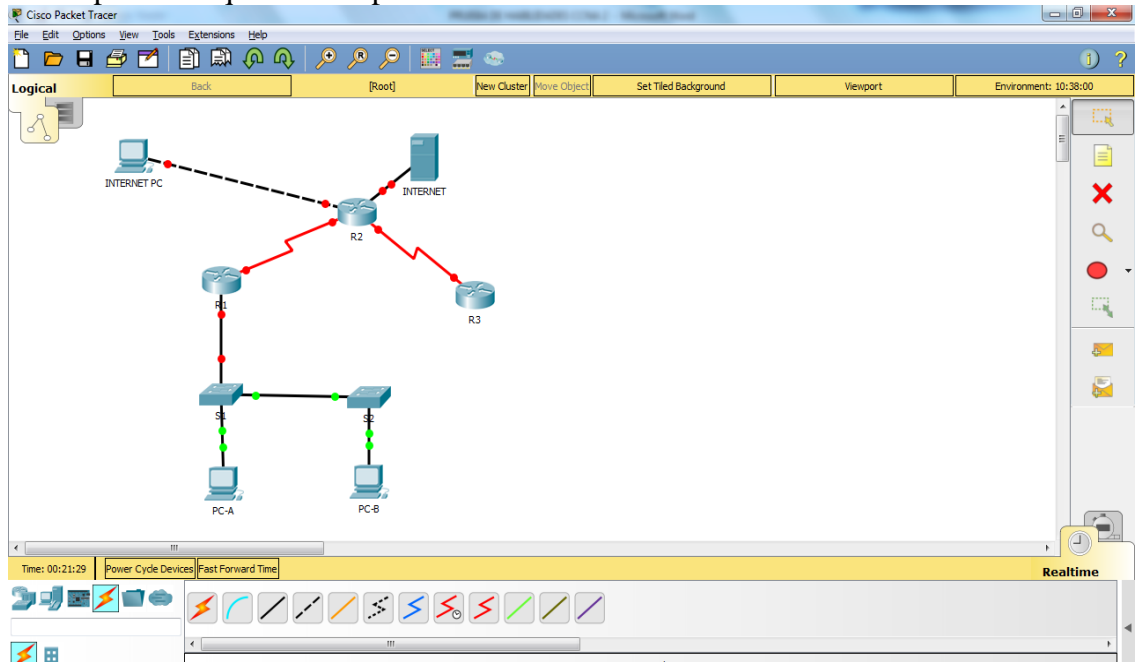 Cisco Packet Tracer
File Edit Options View Tools Extensions Help
Logical Back [Root] New Cluster Move Object Set Tiled Background Viewport Environment: 10:38:00
INTERNET PC
INTERNET
R2
R1
R3
S1
S2
PC-A
PC-B
Time: 00:21:29 Power Cycle Devices Fast Forward Time Realtime